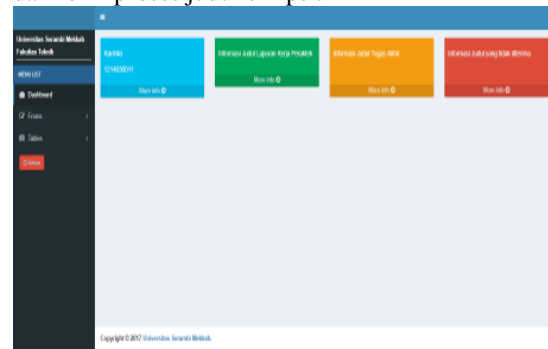 Universitas Serambi Mekkah
Fakultas Teknik
MENU LIST
Dashboard
Forms
Tables
Keluar
Informasi Judul Laporan Kerja Praktek
Informasi Judul Tugas Akhir
Informasi Judul yang tidak diterima
More info
More info
More info
More info
Copyright © 2017 Universitas Serambi Mekkah.